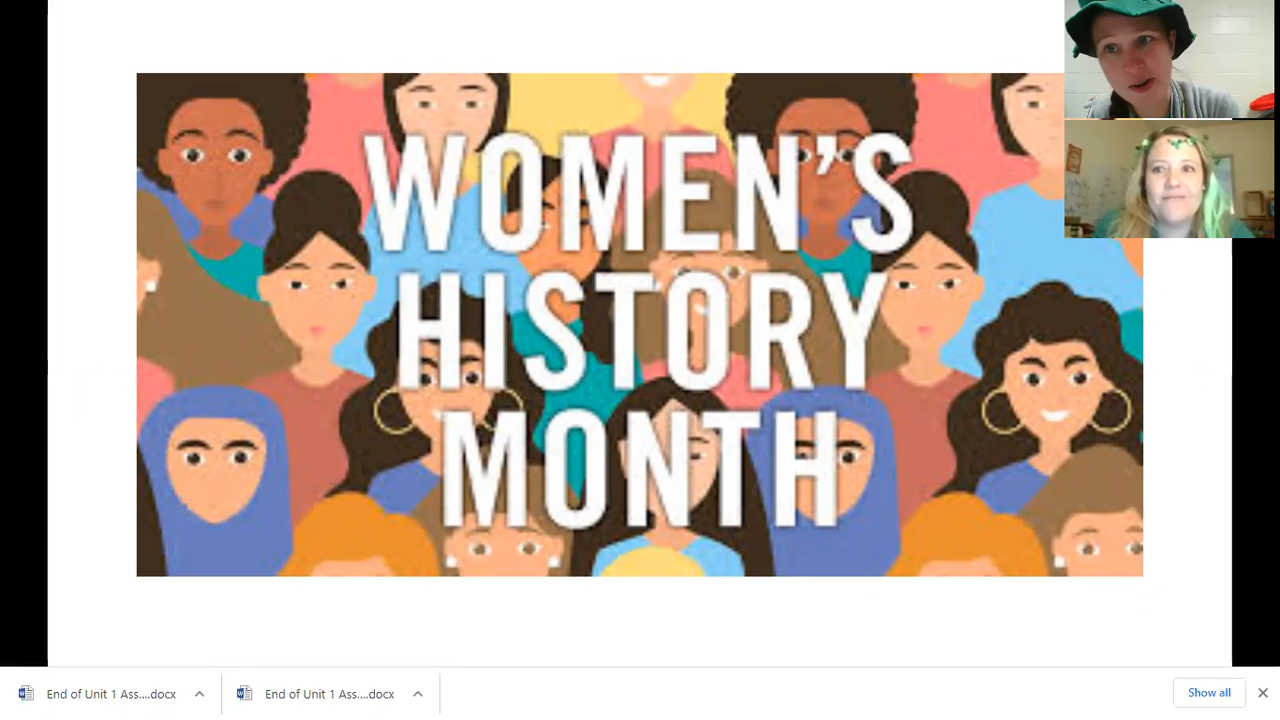 WOMEN'S
HISTORY
MONTH
End of Unit 1 Ass....docx
End of Unit 1 Ass....docx
Show all